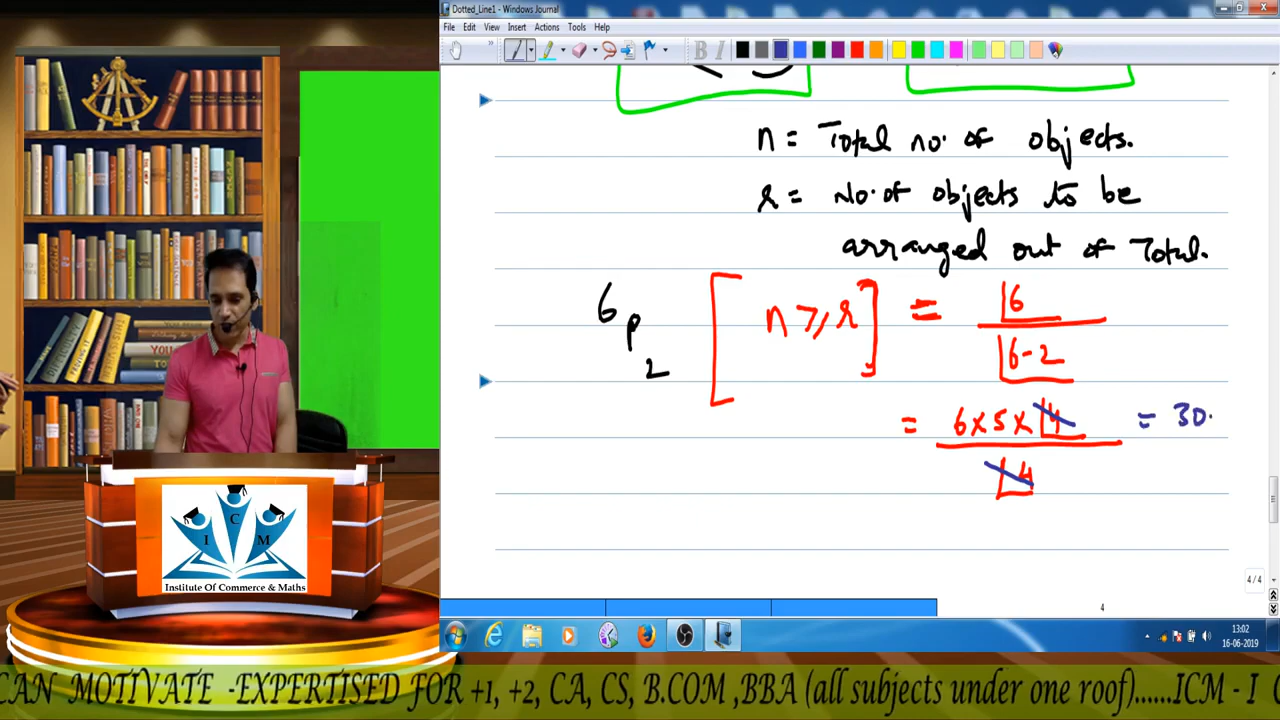 Dotted_Line1 - Windows Journal
File Edit View Insert Actions Tools Help
n = Total no. of objects.
r = No. of objects to be
arranged out of Total.
6 P 2 [ n ≥ r ] = ⌊6 / ⌊6-2
= 6×5×⌊4 / ⌊4 = 30.
4/4
4
I C M
Institute Of Commerce & Maths
13:02
16-06-2019
CAN MOTIVATE -EXPERTISED FOR +1, +2, CA, CS, B.COM ,BBA (all subjects under one roof)......ICM - I